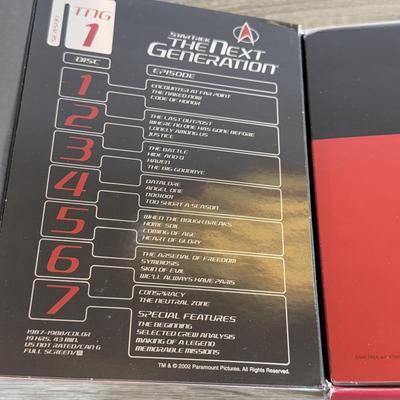 SEASON
TNG
1
STAR TREK
THE NEXT
GENERATION
DISC
EPISODE
1
ENCOUNTER AT FARPOINT
THE NAKED NOW
CODE OF HONOR
2
THE LAST OUTPOST
WHERE NO ONE HAS GONE BEFORE
LONELY AMONG US
JUSTICE
3
THE BATTLE
HIDE AND Q
HAVEN
THE BIG GOODBYE
4
DATALORE
ANGEL ONE
11001001
TOO SHORT A SEASON
5
WHEN THE BOUGH BREAKS
HOME SOIL
COMING OF AGE
HEART OF GLORY
6
THE ARSENAL OF FREEDOM
SYMBIOSIS
SKIN OF EVIL
WE'LL ALWAYS HAVE PARIS
7
CONSPIRACY
THE NEUTRAL ZONE
SPECIAL FEATURES
THE BEGINNING
SELECTED CREW ANALYSIS
MAKING OF A LEGEND
MEMORABLE MISSIONS
1987-1988/COLOR
19 HRS. 43 MIN.
US NOT RATED/CAN G
FULL SCREEN/
TM & © 2002 Paramount Pictures. All Rights Reserved.
STAR TREK